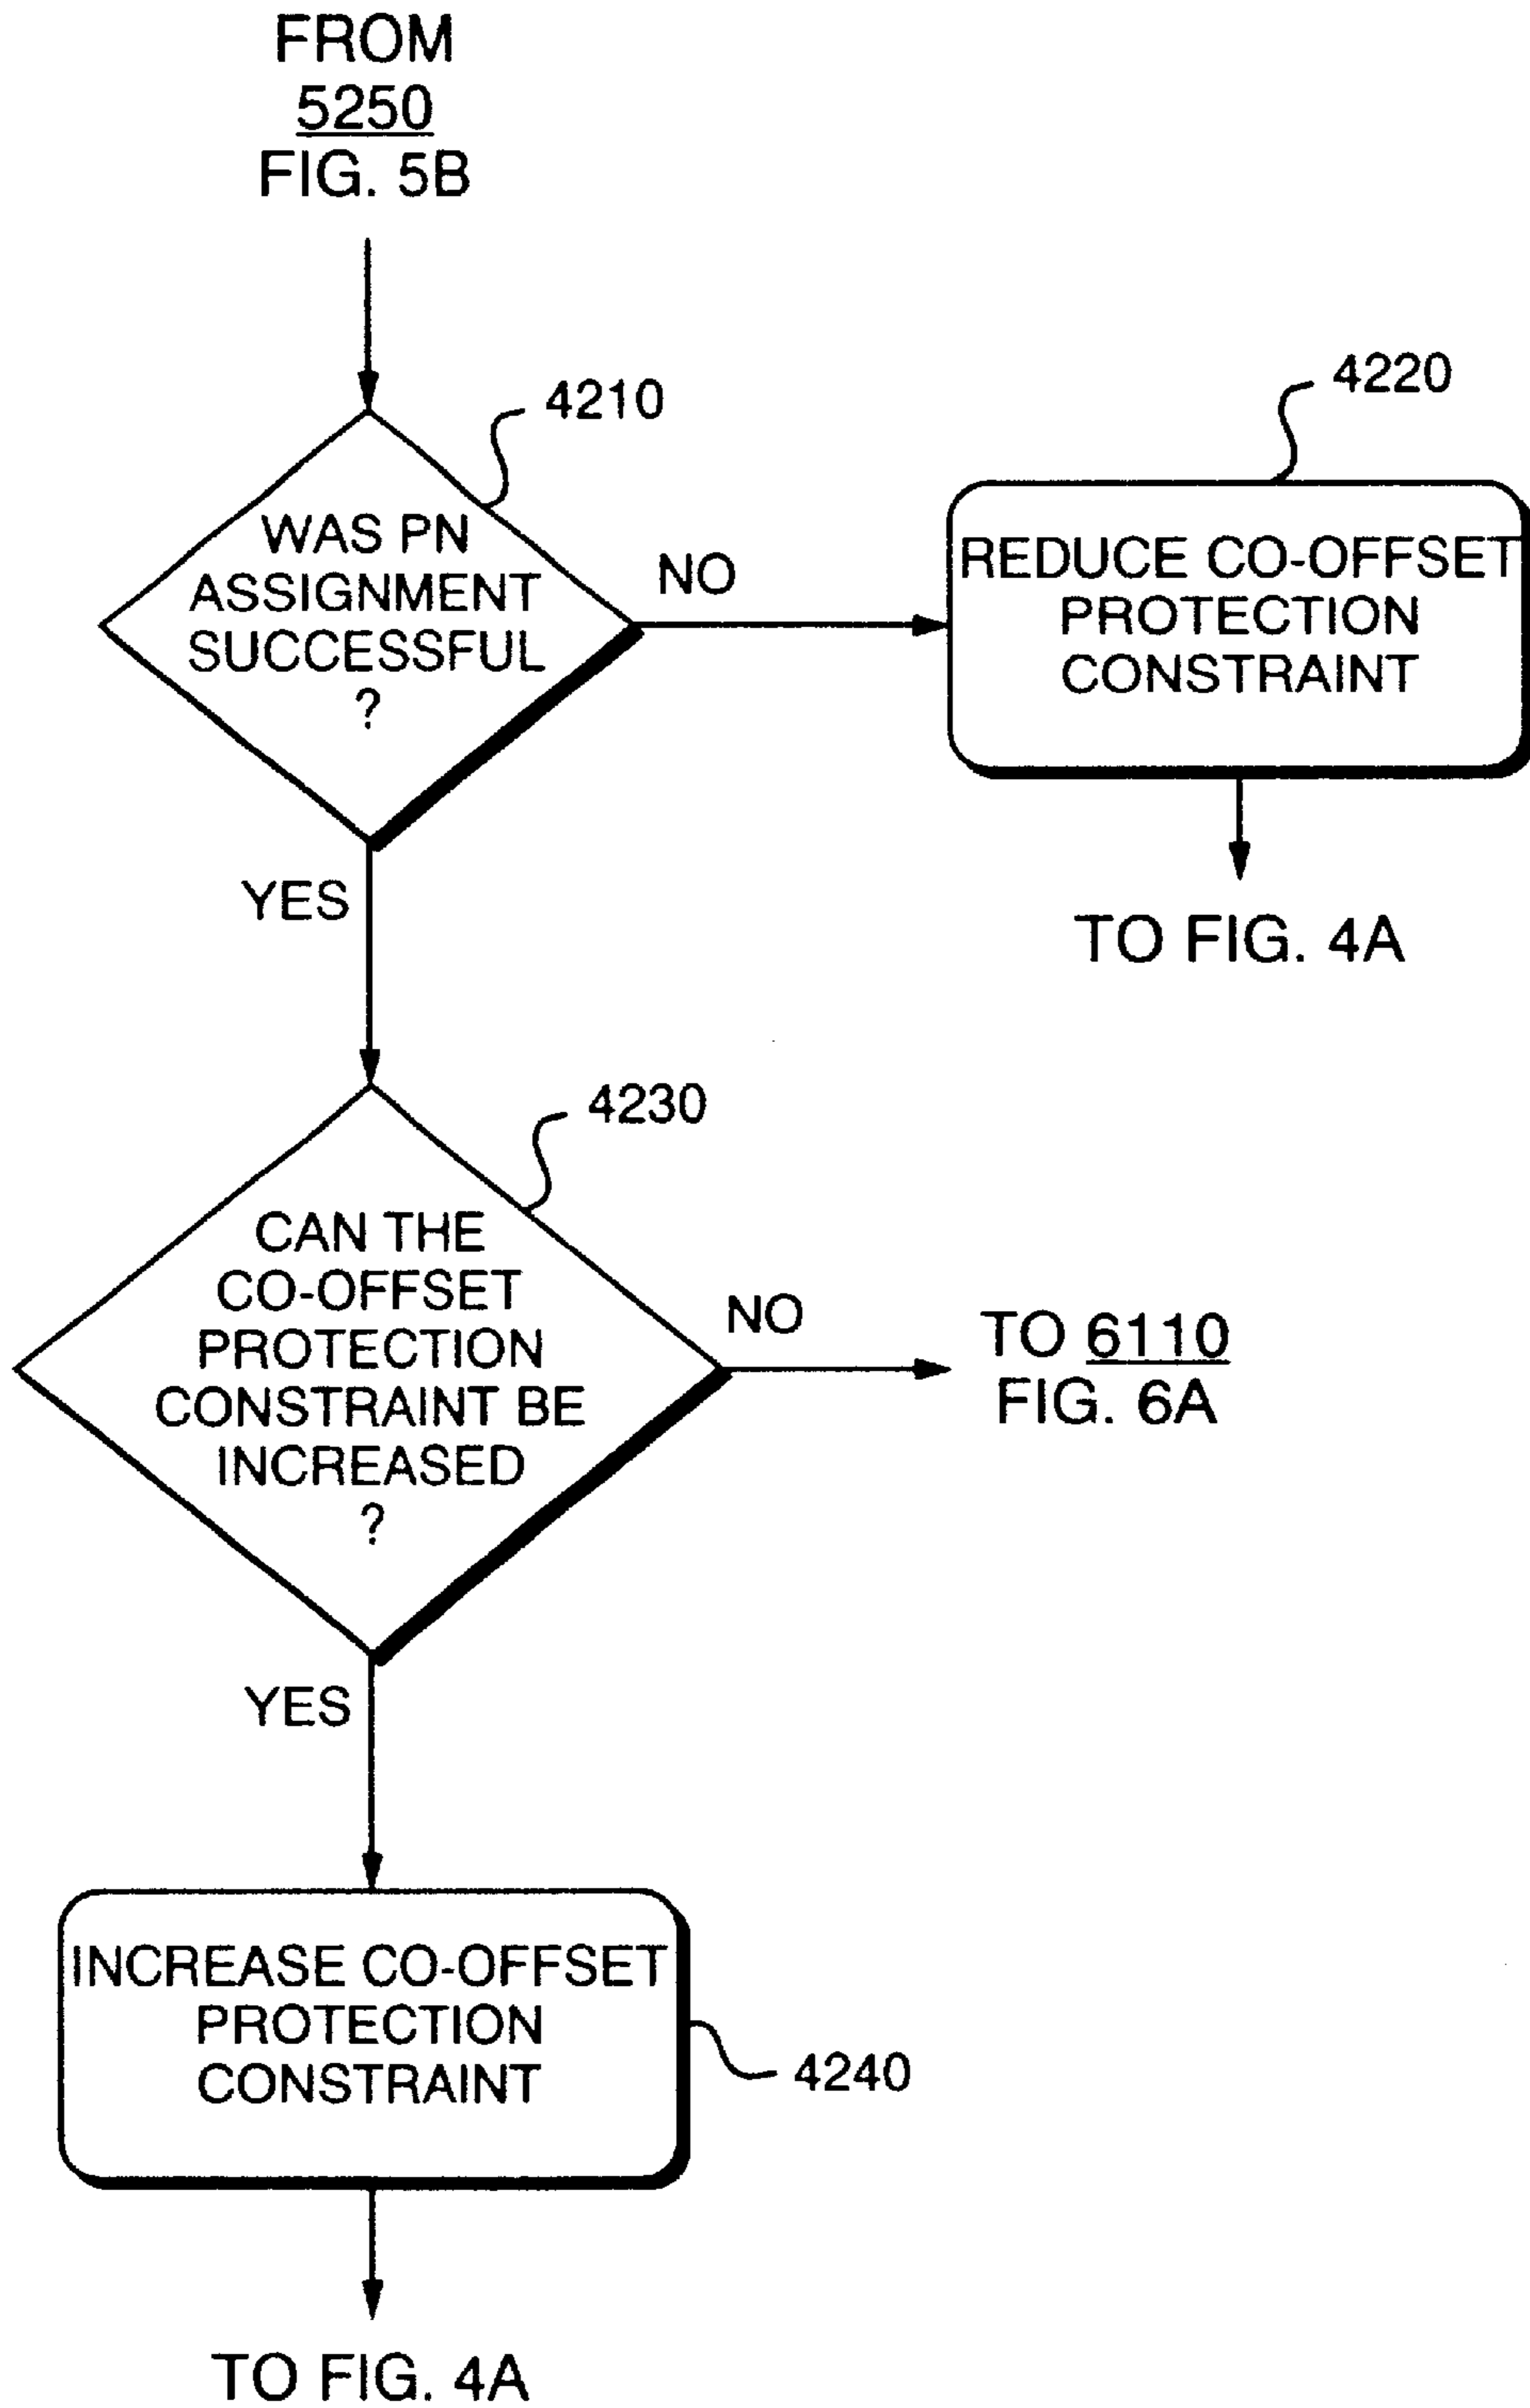 FROM
5250
FIG. 5B
4210
WAS PN
ASSIGNMENT
SUCCESSFUL
?
NO
4220
REDUCE CO-OFFSET
PROTECTION
CONSTRAINT
TO FIG. 4A
YES
4230
CAN THE
CO-OFFSET
PROTECTION
CONSTRAINT BE
INCREASED
?
NO
TO 6110
FIG. 6A
YES
INCREASE CO-OFFSET
PROTECTION
CONSTRAINT
4240
TO FIG. 4A